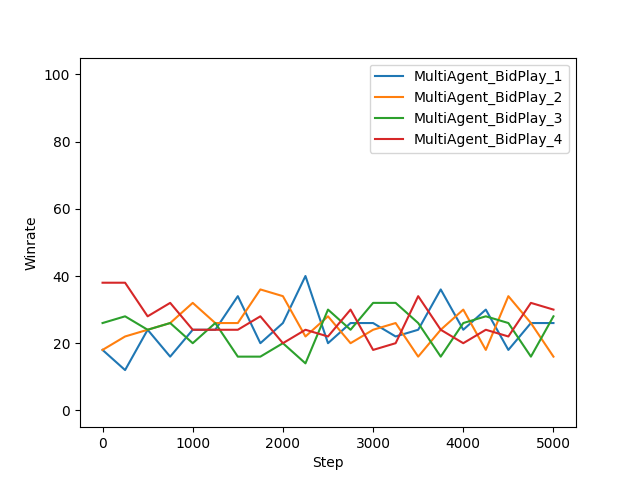 MultiAgent_BidPlay_1
MultiAgent_BidPlay_2
MultiAgent_BidPlay_3
MultiAgent_BidPlay_4
100
80
60
40
20
0
Winrate
0 1000 2000 3000 4000 5000
Step